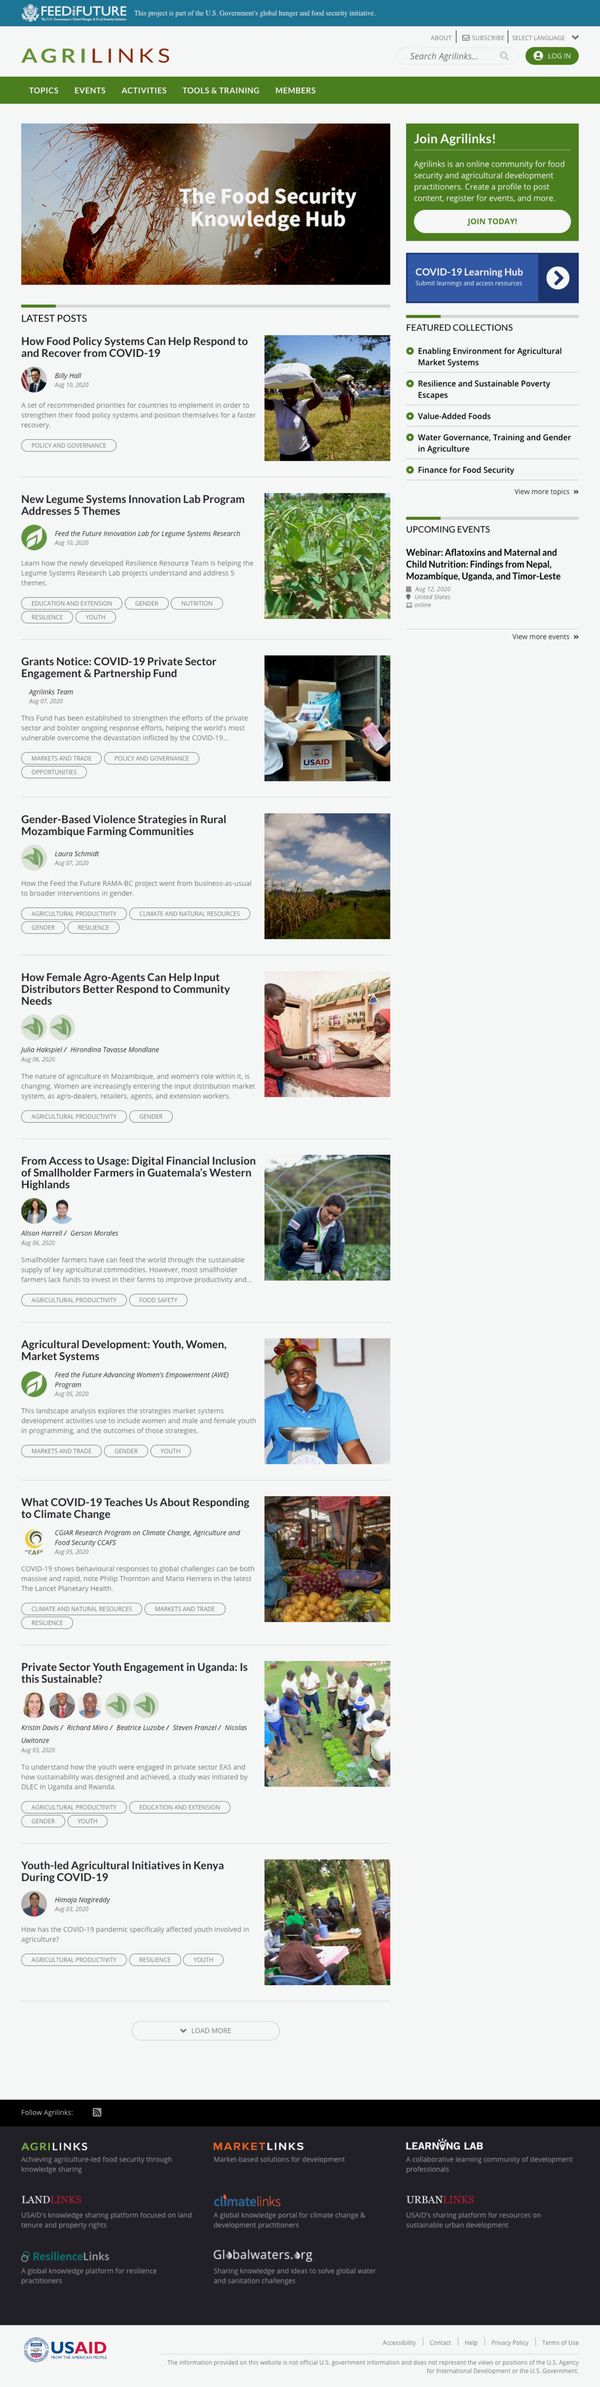 FEED THE FUTURE
The U.S. Government's Global Hunger and Food Security Initiative
This project is part of the U.S. Government's global hunger and food security initiative.
ABOUT SUBSCRIBE SELECT LANGUAGE
AGRILINKS
Search Agrilinks... LOG IN
TOPICS EVENTS ACTIVITIES TOOLS & TRAINING MEMBERS
The Food Security
Knowledge Hub
LATEST POSTS
How Food Policy Systems Can Help Respond to
and Recover from COVID-19
Billy Hall
Aug 10, 2020
A set of recommended priorities for countries to implement in order to
strengthen their food policy systems and position themselves for a faster
recovery.
POLICY AND GOVERNANCE
New Legume Systems Innovation Lab Program
Addresses 5 Themes
Feed the Future Innovation Lab for Legume Systems Research
Aug 10, 2020
Learn how the newly developed Resilience Resource Team is helping the
Legume Systems Research Lab projects understand and address 5
themes.
EDUCATION AND EXTENSION GENDER NUTRITION
RESILIENCE YOUTH
Grants Notice: COVID-19 Private Sector
Engagement & Partnership Fund
Agrilinks Team
Aug 07, 2020
This Fund has been established to strengthen the efforts of the private
sector and bolster ongoing response efforts, helping the world's most
vulnerable overcome the devastation inflicted by the COVID-19...
MARKETS AND TRADE POLICY AND GOVERNANCE
OPPORTUNITIES
USAID
Gender-Based Violence Strategies in Rural
Mozambique Farming Communities
Laura Schmidt
Aug 07, 2020
How the Feed the Future RAMA-BC project went from business-as-usual
to broader interventions in gender.
AGRICULTURAL PRODUCTIVITY CLIMATE AND NATURAL RESOURCES
GENDER RESILIENCE
How Female Agro-Agents Can Help Input
Distributors Better Respond to Community
Needs
Julia Hakspiel / Hirondina Tavasse Mondlane
Aug 06, 2020
The nature of agriculture in Mozambique, and women's role within it, is
changing. Women are increasingly entering the input distribution market
system, as agro-dealers, retailers, agents, and extension workers.
AGRICULTURAL PRODUCTIVITY GENDER
From Access to Usage: Digital Financial Inclusion
of Smallholder Farmers in Guatemala's Western
Highlands
Alison Harrell / Gerson Morales
Aug 06, 2020
Smallholder farmers have can feed the world through the sustainable
supply of key agricultural commodities. However, most smallholder
farmers lack funds to invest in their farms to improve productivity and...
AGRICULTURAL PRODUCTIVITY FOOD SAFETY
Agricultural Development: Youth, Women,
Market Systems
Feed the Future Advancing Women's Empowerment (AWE)
Program
Aug 05, 2020
This landscape analysis explores the strategies market systems
development activities use to include women and male and female youth
in programming, and the outcomes of those strategies.
MARKETS AND TRADE GENDER YOUTH
What COVID-19 Teaches Us About Responding
to Climate Change
CCAFS
CGIAR Research Program on Climate Change, Agriculture and
Food Security CCAFS
Aug 05, 2020
COVID-19 shows behavioural responses to global challenges can be both
massive and rapid, note Philip Thornton and Mario Herrero in the latest
The Lancet Planetary Health.
CLIMATE AND NATURAL RESOURCES MARKETS AND TRADE
RESILIENCE
Private Sector Youth Engagement in Uganda: Is
this Sustainable?
Kristin Davis / Richard Miiro / Beatrice Luzobe / Steven Franzel / Nicolas
Uwitonze
Aug 03, 2020
To understand how the youth were engaged in private sector EAS and
how sustainability was designed and achieved, a study was initiated by
DLEC in Uganda and Rwanda.
AGRICULTURAL PRODUCTIVITY EDUCATION AND EXTENSION
GENDER YOUTH
Youth-led Agricultural Initiatives in Kenya
During COVID-19
Himaja Nagireddy
Aug 03, 2020
How has the COVID-19 pandemic specifically affected youth involved in
agriculture?
AGRICULTURAL PRODUCTIVITY RESILIENCE YOUTH
LOAD MORE
Join Agrilinks!
Agrilinks is an online community for food
security and agricultural development
practitioners. Create a profile to post
content, register for events, and more.
JOIN TODAY!
COVID-19 Learning Hub
Submit learnings and access resources
FEATURED COLLECTIONS
Enabling Environment for Agricultural
Market Systems
Resilience and Sustainable Poverty
Escapes
Value-Added Foods
Water Governance, Training and Gender
in Agriculture
Finance for Food Security
View more topics »
UPCOMING EVENTS
Webinar: Aflatoxins and Maternal and
Child Nutrition: Findings from Nepal,
Mozambique, Uganda, and Timor-Leste
Aug 12, 2020
United States
online
View more events »
Follow Agrilinks:
AGRILINKS
Achieving agriculture-led food security through
knowledge sharing
MARKETLINKS
Market-based solutions for development
LEARNING LAB
A collaborative learning community of development
professionals
LANDLINKS
USAID's knowledge sharing platform focused on land
tenure and property rights
climatelinks
A global knowledge portal for climate change &
development practitioners
URBANLINKS
USAID's sharing platform for resources on
sustainable urban development
ResilienceLinks
A global knowledge platform for resilience
practitioners
Globalwaters.org
Sharing knowledge and ideas to solve global water
and sanitation challenges
USAID
FROM THE AMERICAN PEOPLE
Accessibility Contact Help Privacy Policy Terms of Use
The information provided on this website is not official U.S. government information and does not represent the views or positions of the U.S. Agency
for International Development or the U.S. Government.